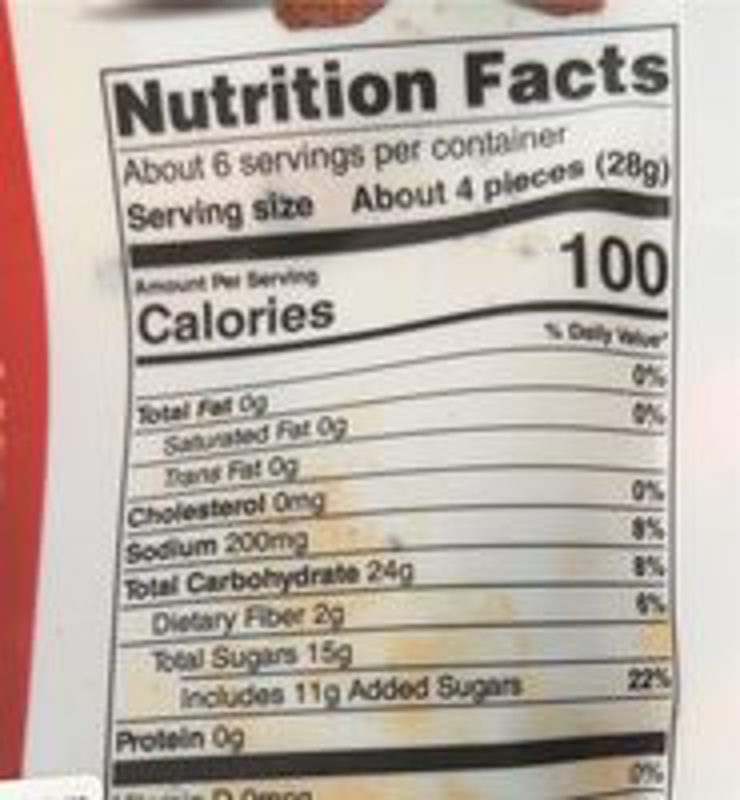 Nutrition Facts
About 6 servings per container
Serving size About 4 pieces (28g)
Amount Per Serving
Calories 100
% Daily Value*
Total Fat 0g 0%
Saturated Fat 0g 0%
Trans Fat 0g
Cholesterol 0mg 0%
Sodium 200mg 8%
Total Carbohydrate 24g 8%
Dietary Fiber 2g 6%
Total Sugars 15g
Includes 11g Added Sugars 22%
Protein 0g
Vitamin D 0mcg 0%